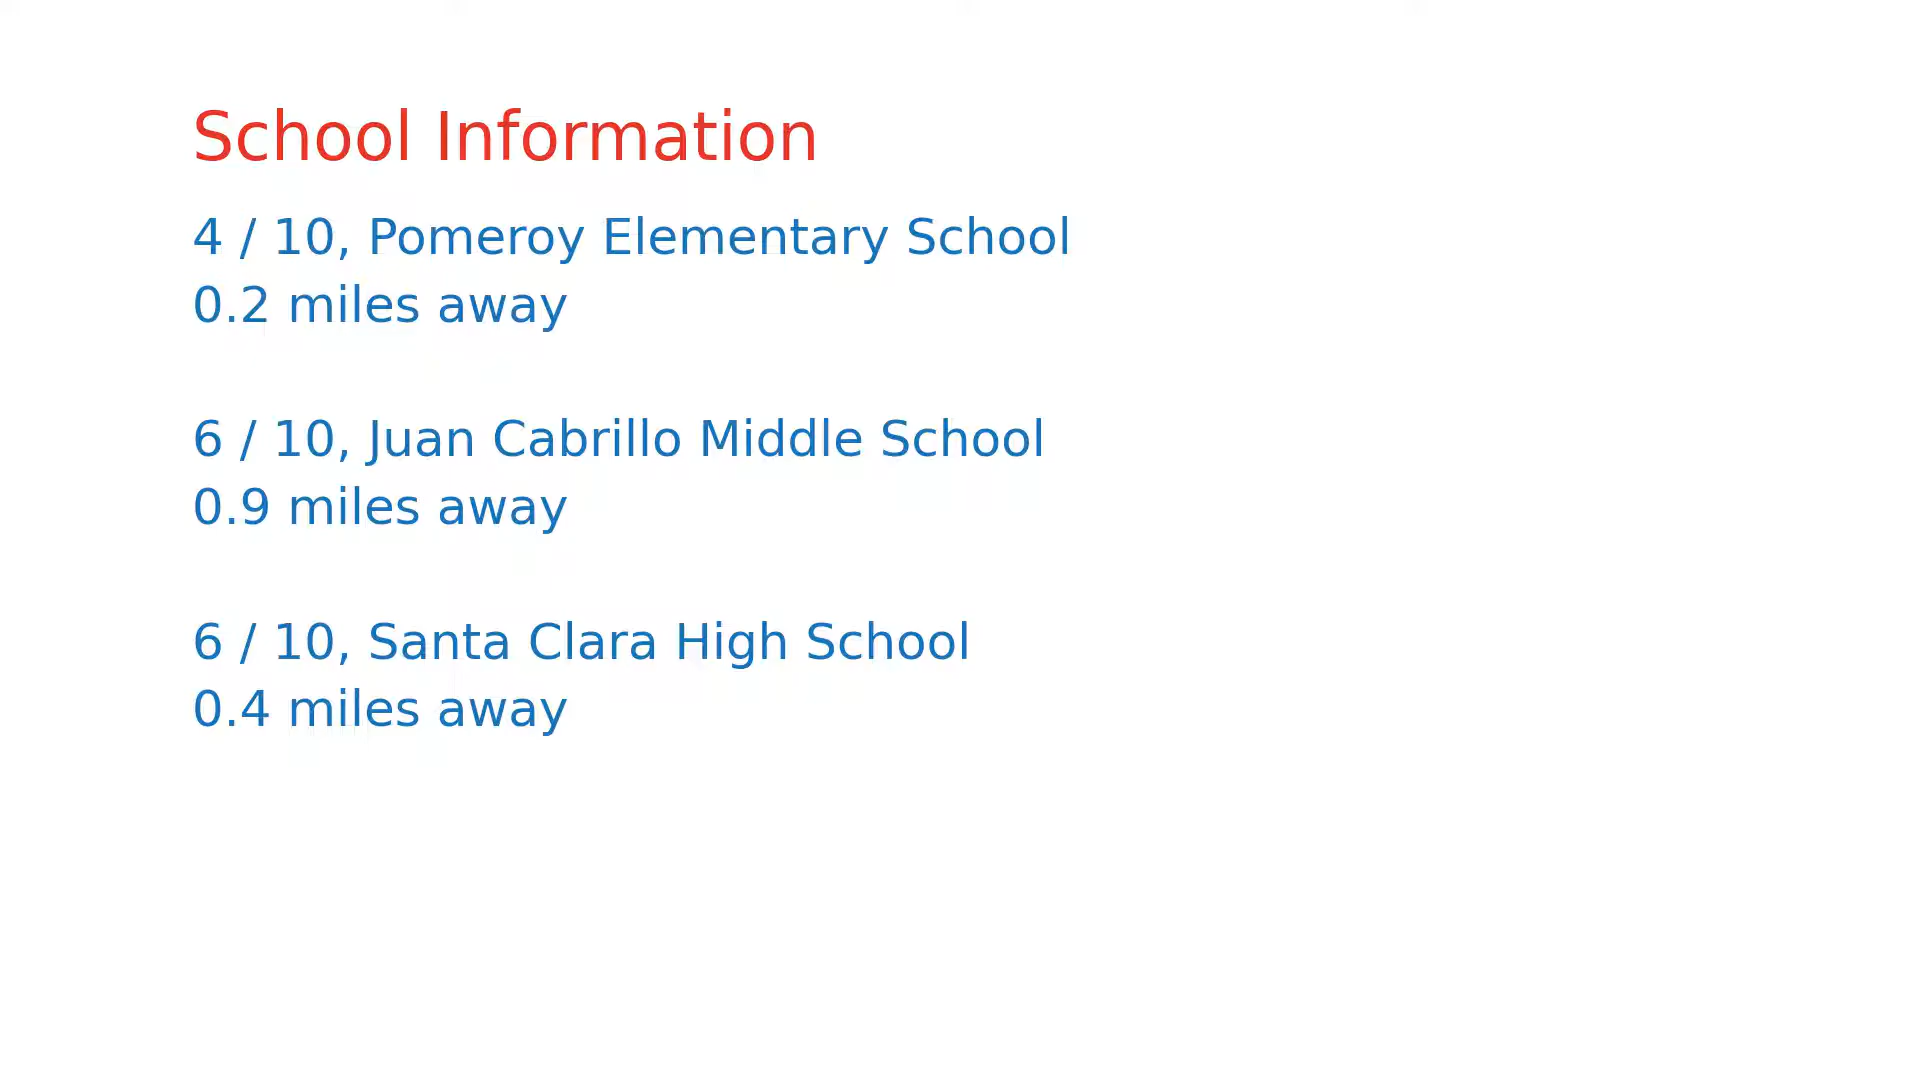 School Information
4 / 10, Pomeroy Elementary School
0.2 miles away
6 / 10, Juan Cabrillo Middle School
0.9 miles away
6 / 10, Santa Clara High School
0.4 miles away